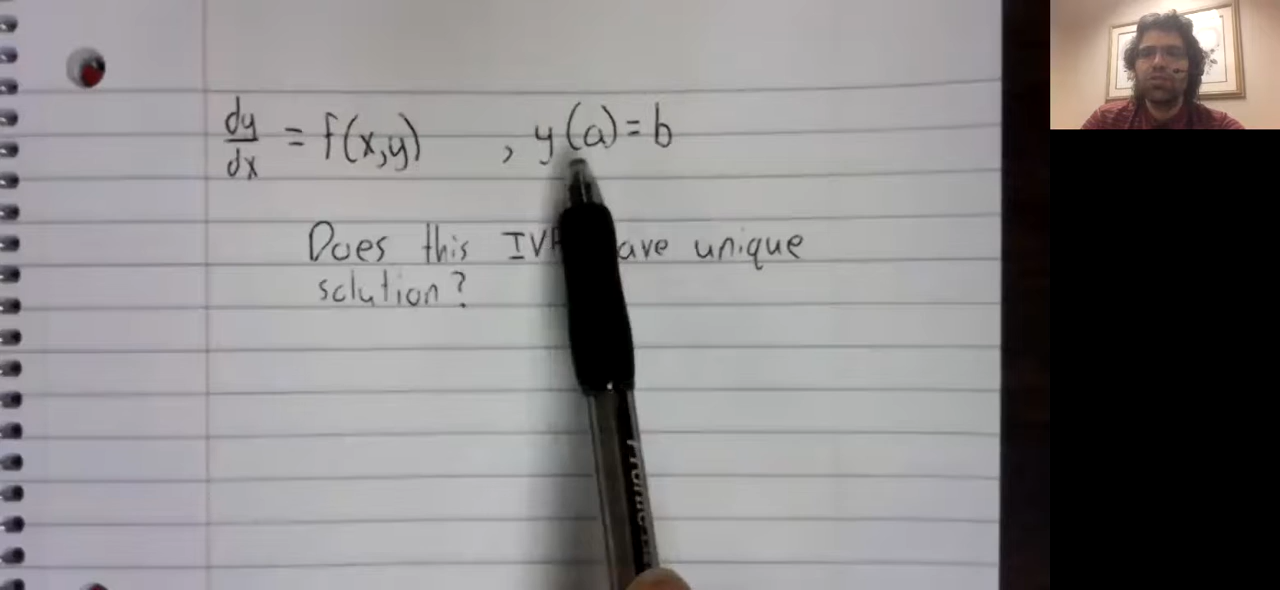 dy/dx = f(x,y) , y(a)=b
Does this unique
solution?